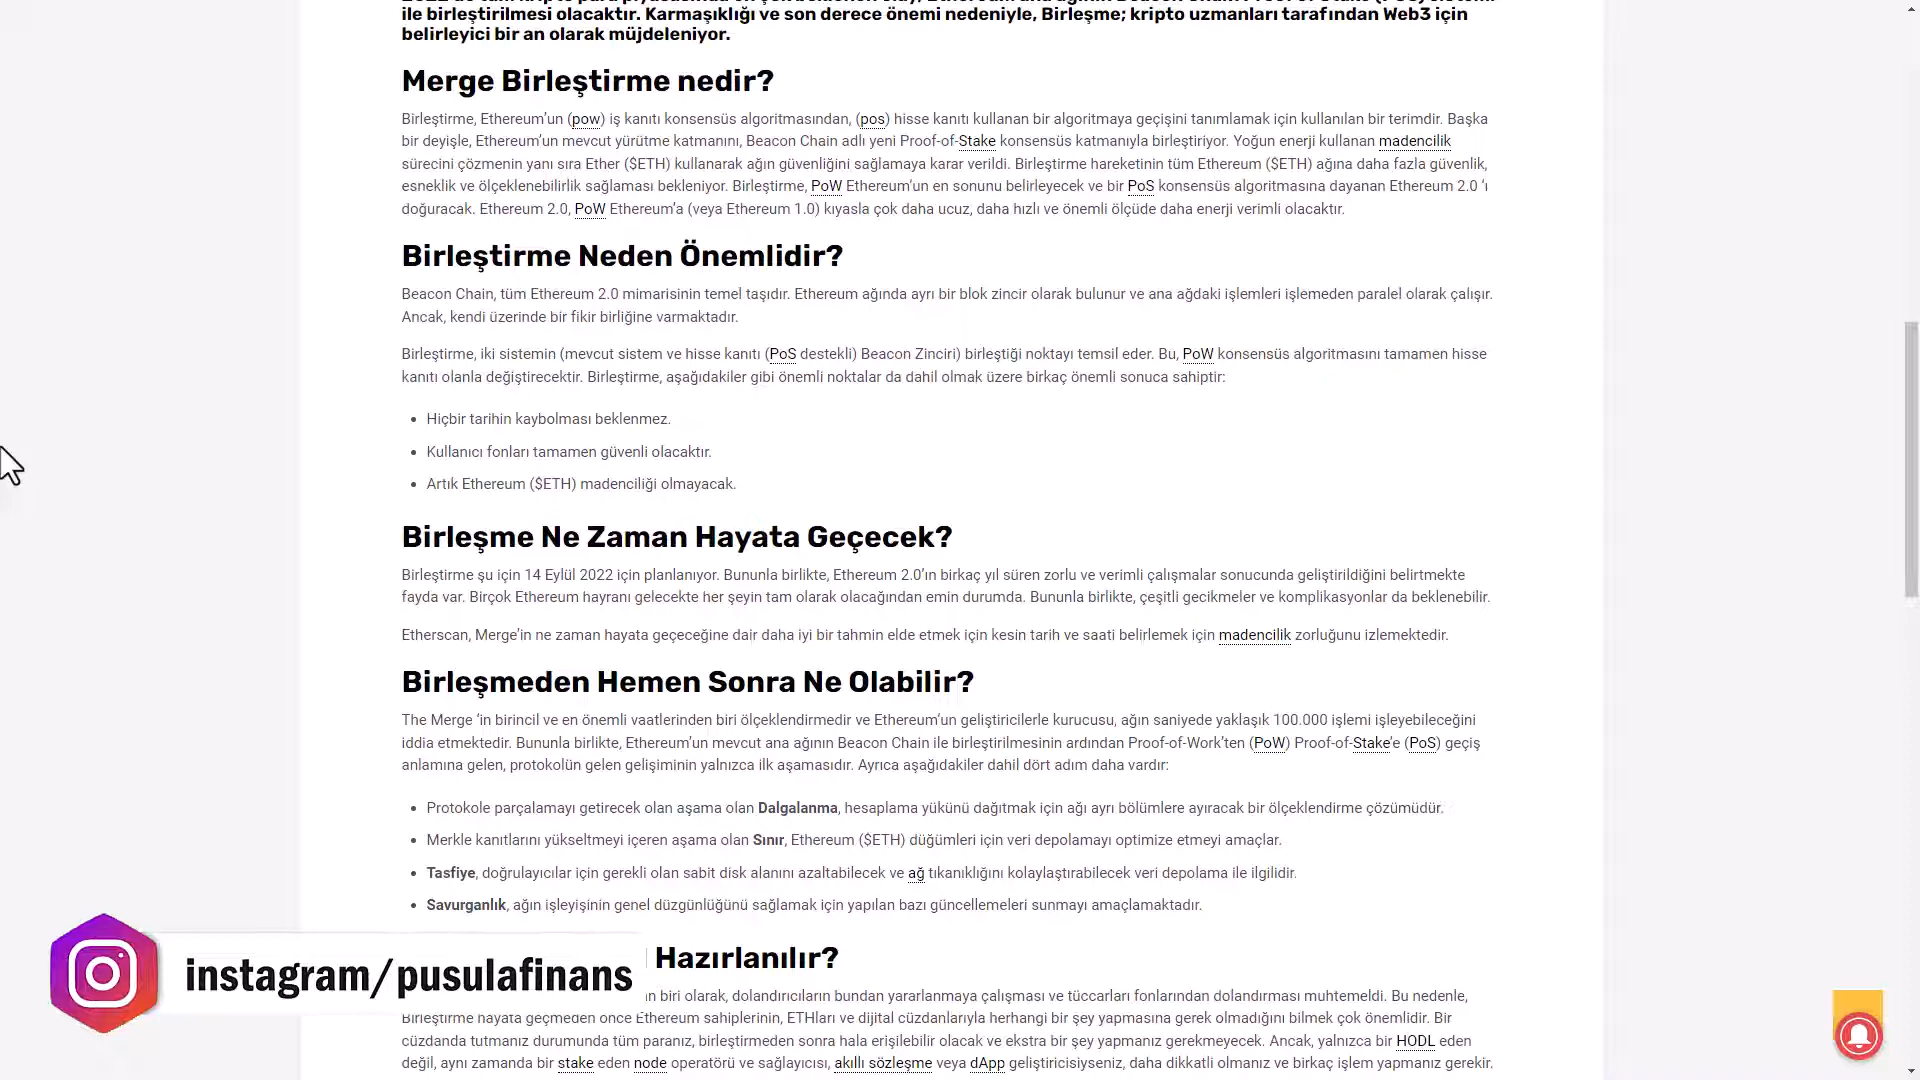 ile birleştirilmesi olacaktır. Karmaşıklığı ve son derece önemi nedeniyle, Birleşme; kripto uzmanları tarafından Web3 için
belirleyici bir an olarak müjdeleniyor.
Merge Birleştirme nedir?
Birleştirme, Ethereum’un (pow) iş kanıtı konsensüs algoritmasından, (pos) hisse kanıtı kullanan bir algoritmaya geçişini tanımlamak için kullanılan bir terimdir. Başka
bir deyişle, Ethereum’un mevcut yürütme katmanını, Beacon Chain adlı yeni Proof-of-Stake konsensüs katmanıyla birleştiriyor. Yoğun enerji kullanan madencilik
sürecini çözmenin yanı sıra Ether ($ETH) kullanarak ağın güvenliğini sağlamaya karar verildi. Birleştirme hareketinin tüm Ethereum ($ETH) ağına daha fazla güvenlik,
esneklik ve ölçeklenebilirlik sağlaması bekleniyor. Birleştirme, PoW Ethereum’un en sonunu belirleyecek ve bir PoS konsensüs algoritmasına dayanan Ethereum 2.0 ‘ı
doğuracak. Ethereum 2.0, PoW Ethereum’a (veya Ethereum 1.0) kıyasla çok daha ucuz, daha hızlı ve önemli ölçüde daha enerji verimli olacaktır.
Birleştirme Neden Önemlidir?
Beacon Chain, tüm Ethereum 2.0 mimarisinin temel taşıdır. Ethereum ağında ayrı bir blok zincir olarak bulunur ve ana ağdaki işlemleri işlemeden paralel olarak çalışır.
Ancak, kendi üzerinde bir fikir birliğine varmaktadır.
Birleştirme, iki sistemin (mevcut sistem ve hisse kanıtı (PoS destekli) Beacon Zinciri) birleştiği noktayı temsil eder. Bu, PoW konsensüs algoritmasını tamamen hisse
kanıtı olanla değiştirecektir. Birleştirme, aşağıdakiler gibi önemli noktalar da dahil olmak üzere birkaç önemli sonuca sahiptir:
• Hiçbir tarihin kaybolması beklenmez.
• Kullanıcı fonları tamamen güvenli olacaktır.
• Artık Ethereum ($ETH) madenciliği olmayacak.
Birleşme Ne Zaman Hayata Geçecek?
Birleştirme şu için 14 Eylül 2022 için planlanıyor. Bununla birlikte, Ethereum 2.0’ın birkaç yıl süren zorlu ve verimli çalışmalar sonucunda geliştirildiğini belirtmekte
fayda var. Birçok Ethereum hayranı gelecekte her şeyin tam olarak olacağından emin durumda. Bununla birlikte, çeşitli gecikmeler ve komplikasyonlar da beklenebilir.
Etherscan, Merge’in ne zaman hayata geçeceğine dair daha iyi bir tahmin elde etmek için kesin tarih ve saati belirlemek için madencilik zorluğunu izlemektedir.
Birleşmeden Hemen Sonra Ne Olabilir?
The Merge ‘in birincil ve en önemli vaatlerinden biri ölçeklendirmedir ve Ethereum’un geliştiricilerle kurucusu, ağın saniyede yaklaşık 100.000 işlemi işleyebileceğini
iddia etmektedir. Bununla birlikte, Ethereum’un mevcut ana ağının Beacon Chain ile birleştirilmesinin ardından Proof-of-Work’ten (PoW) Proof-of-Stake’e (PoS) geçiş
anlamına gelen, protokolün gelen gelişiminin yalnızca ilk aşamasıdır. Ayrıca aşağıdakiler dahil dört adım daha vardır:
• Protokole parçalamayı getirecek olan aşama olan Dalgalanma, hesaplama yükünü dağıtmak için ağı ayrı bölümlere ayıracak bir ölçeklendirme çözümüdür.
• Merkle kanıtlarını yükseltmeyi içeren aşama olan Sınır, Ethereum ($ETH) düğümleri için veri depolamayı optimize etmeyi amaçlar.
• Tasfiye, doğrulayıcılar için gerekli olan sabit disk alanını azaltabilecek ve ağ tıkanıklığını kolaylaştırabilecek veri depolama ile ilgilidir.
• Savurganlık, ağın işleyişinin genel düzgünlüğünü sağlamak için yapılan bazı güncellemeleri sunmayı amaçlamaktadır.
Hazırlanılır?
instagram/pusulafinans
biri olarak, dolandırıcıların bundan yararlanmaya çalışması ve tüccarları fonlarından dolandırması muhtemeldi. Bu nedenle,
Birleştirme hayata geçmeden önce Ethereum sahiplerinin, ETHları ve dijital cüzdanlarıyla herhangi bir şey yapmasına gerek olmadığını bilmek çok önemlidir. Bir
cüzdanda tutmanız durumunda tüm paranız, birleştirmeden sonra hala erişilebilir olacak ve ekstra bir şey yapmanız gerekmeyecek. Ancak, yalnızca bir HODL eden
değil, aynı zamanda bir stake eden node operatörü ve sağlayıcısı, akıllı sözleşme veya dApp geliştiricisiyseniz, daha dikkatli olmanız ve birkaç işlem yapmanız gerekir.